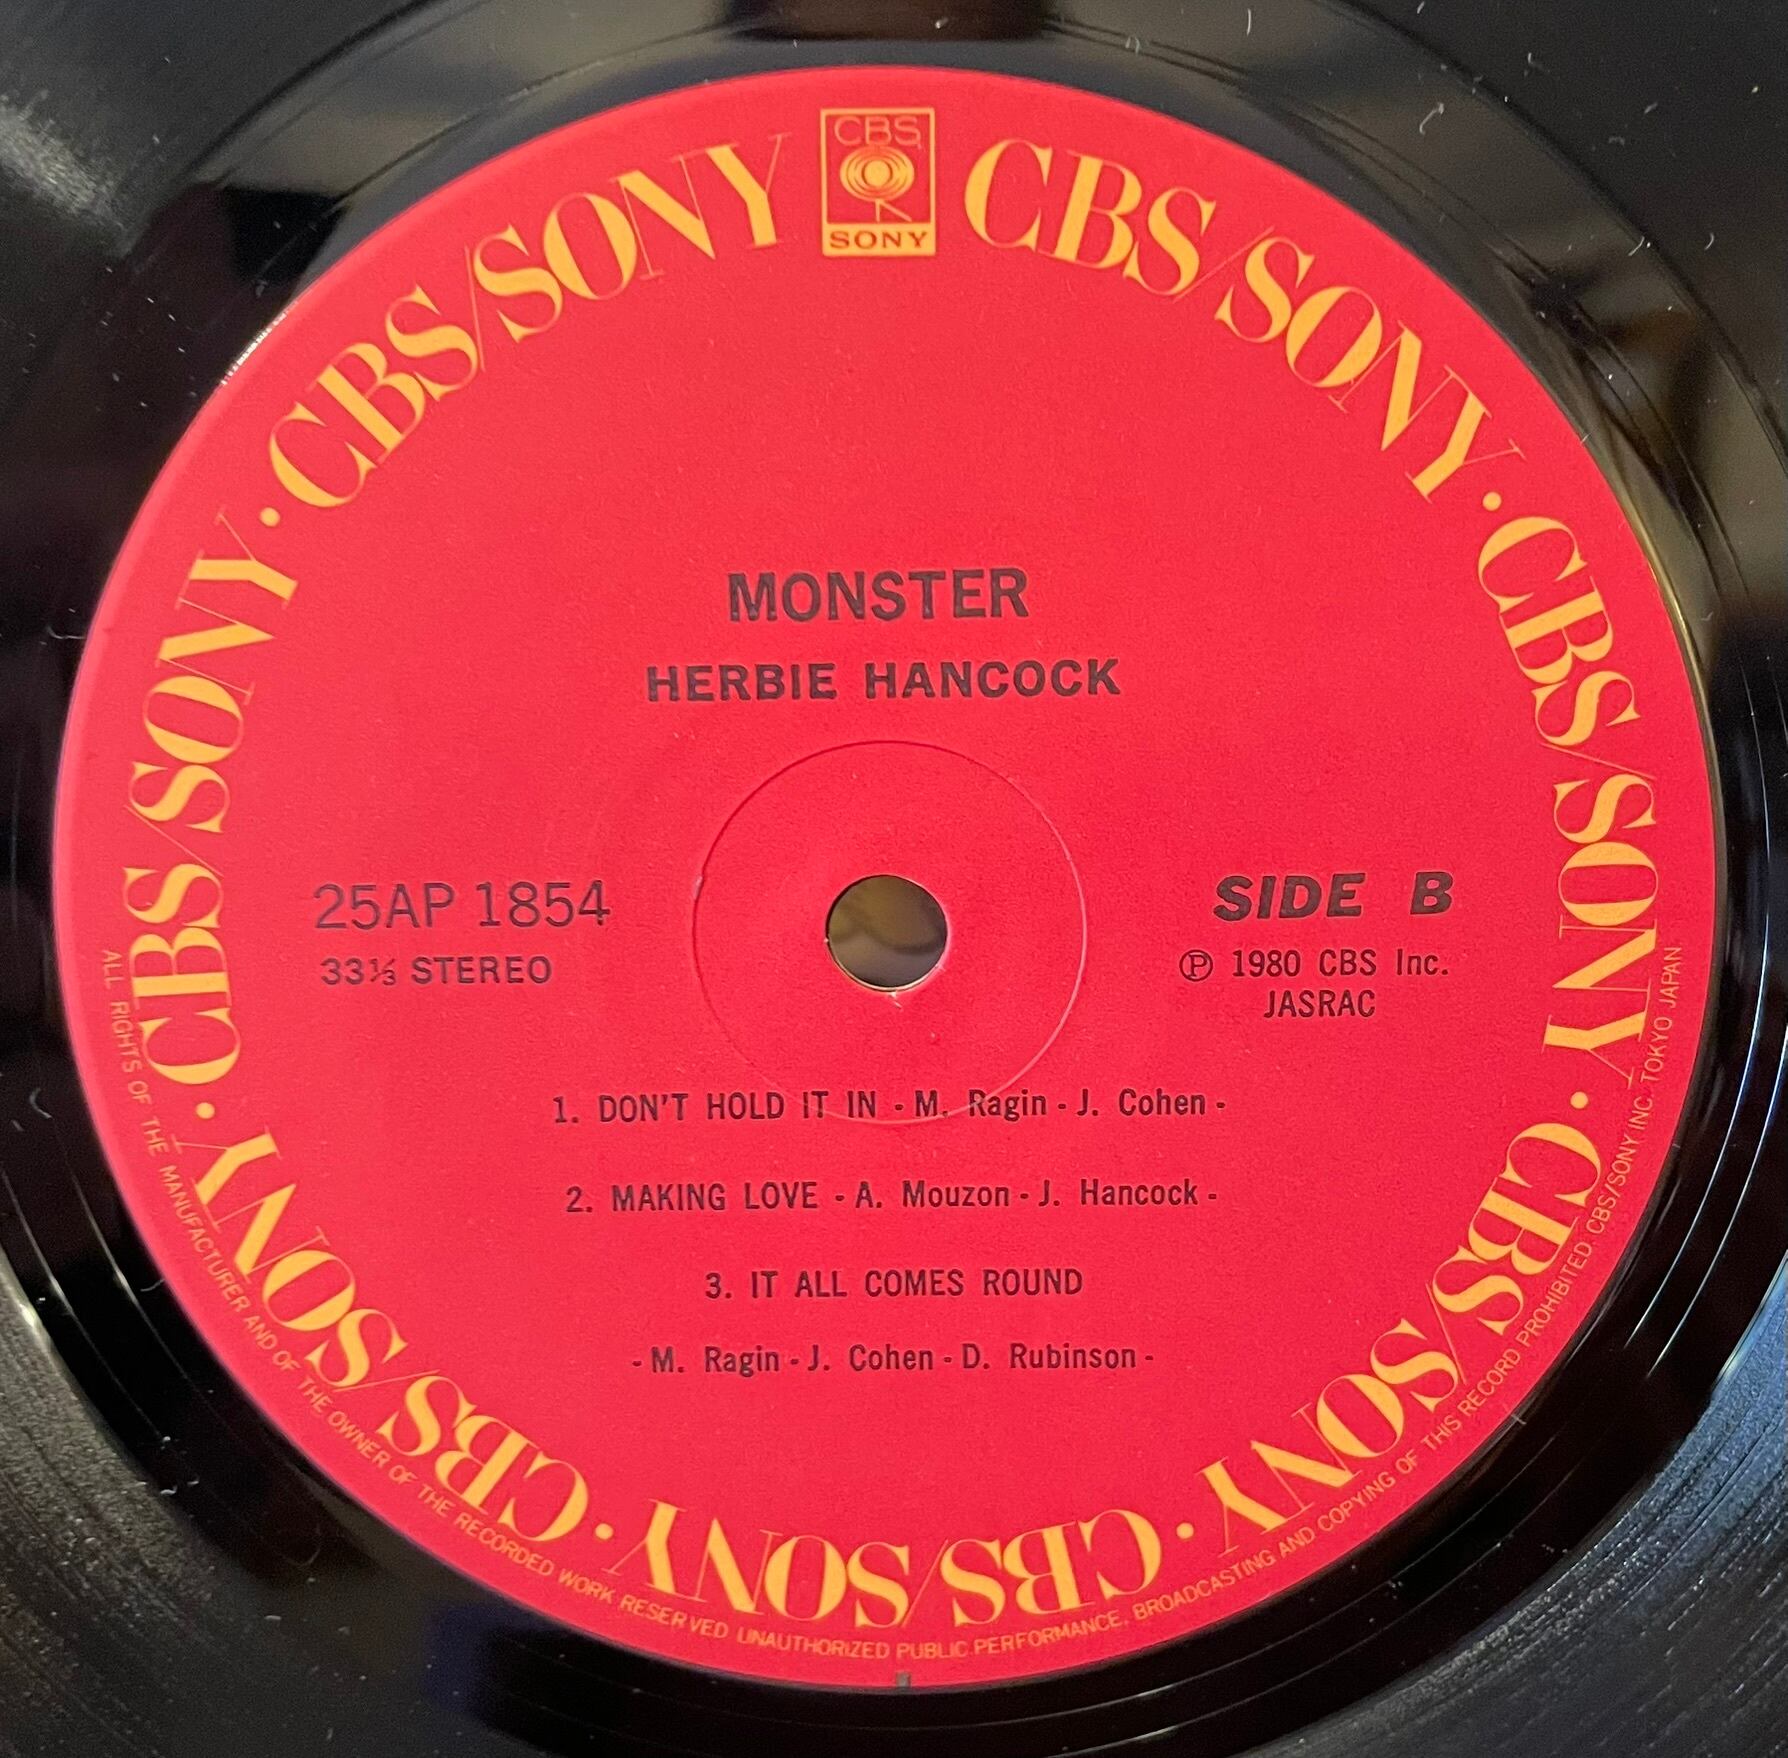 CBS
SONY
CBS/SONY · CBS/SONY · CBS/SONY · CBS/SONY · CBS/SONY · CBS/SONY · CBS/SONY
MONSTER
HERBIE HANCOCK
25AP 1854
33⅓ STEREO
SIDE B
Ⓟ 1980 CBS Inc.
JASRAC
1. DON'T HOLD IT IN - M. Ragin - J. Cohen -
2. MAKING LOVE - A. Mouzon - J. Hancock -
3. IT ALL COMES ROUND
- M. Ragin - J. Cohen - D. Rubinson -
ALL RIGHTS OF THE MANUFACTURER AND OF THE OWNER OF THE RECORDED WORK RESERVED UNAUTHORIZED PUBLIC PERFORMANCE, BROADCASTING AND COPYING OF THIS RECORD PROHIBITED. CBS/SONY INC. TOKYO JAPAN